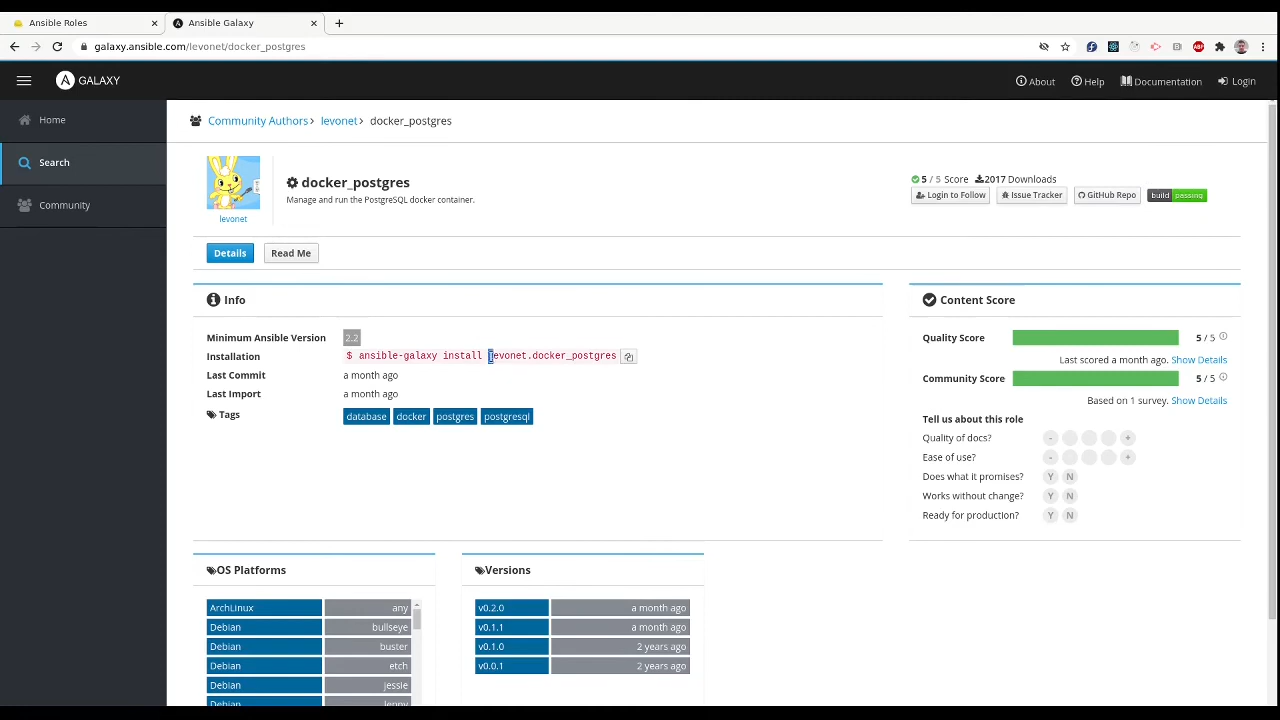 Ansible Roles
Ansible Galaxy
galaxy.ansible.com/levonet/docker_postgres
GALAXY
About
Help
Documentation
Login
Home
Search
Community
Community Authors> levonet> docker_postgres
docker_postgres
Manage and run the PostgreSQL docker container.
levonet
5 / 5 Score 2017 Downloads
Login to Follow
Issue Tracker
GitHub Repo
build passing
Details
Read Me
Info
Minimum Ansible Version 2.2
Installation $ ansible-galaxy install levonet.docker_postgres
Last Commit a month ago
Last Import a month ago
Tags database docker postgres postgresql
Content Score
Quality Score 5 / 5
Last scored a month ago. Show Details
Community Score 5 / 5
Based on 1 survey. Show Details
Tell us about this role
Quality of docs? - +
Ease of use? - +
Does what it promises? Y N
Works without change? Y N
Ready for production? Y N
OS Platforms
ArchLinux any
Debian bullseye
Debian buster
Debian etch
Debian jessie
Debian lenny
Versions
v0.2.0 a month ago
v0.1.1 a month ago
v0.1.0 2 years ago
v0.0.1 2 years ago